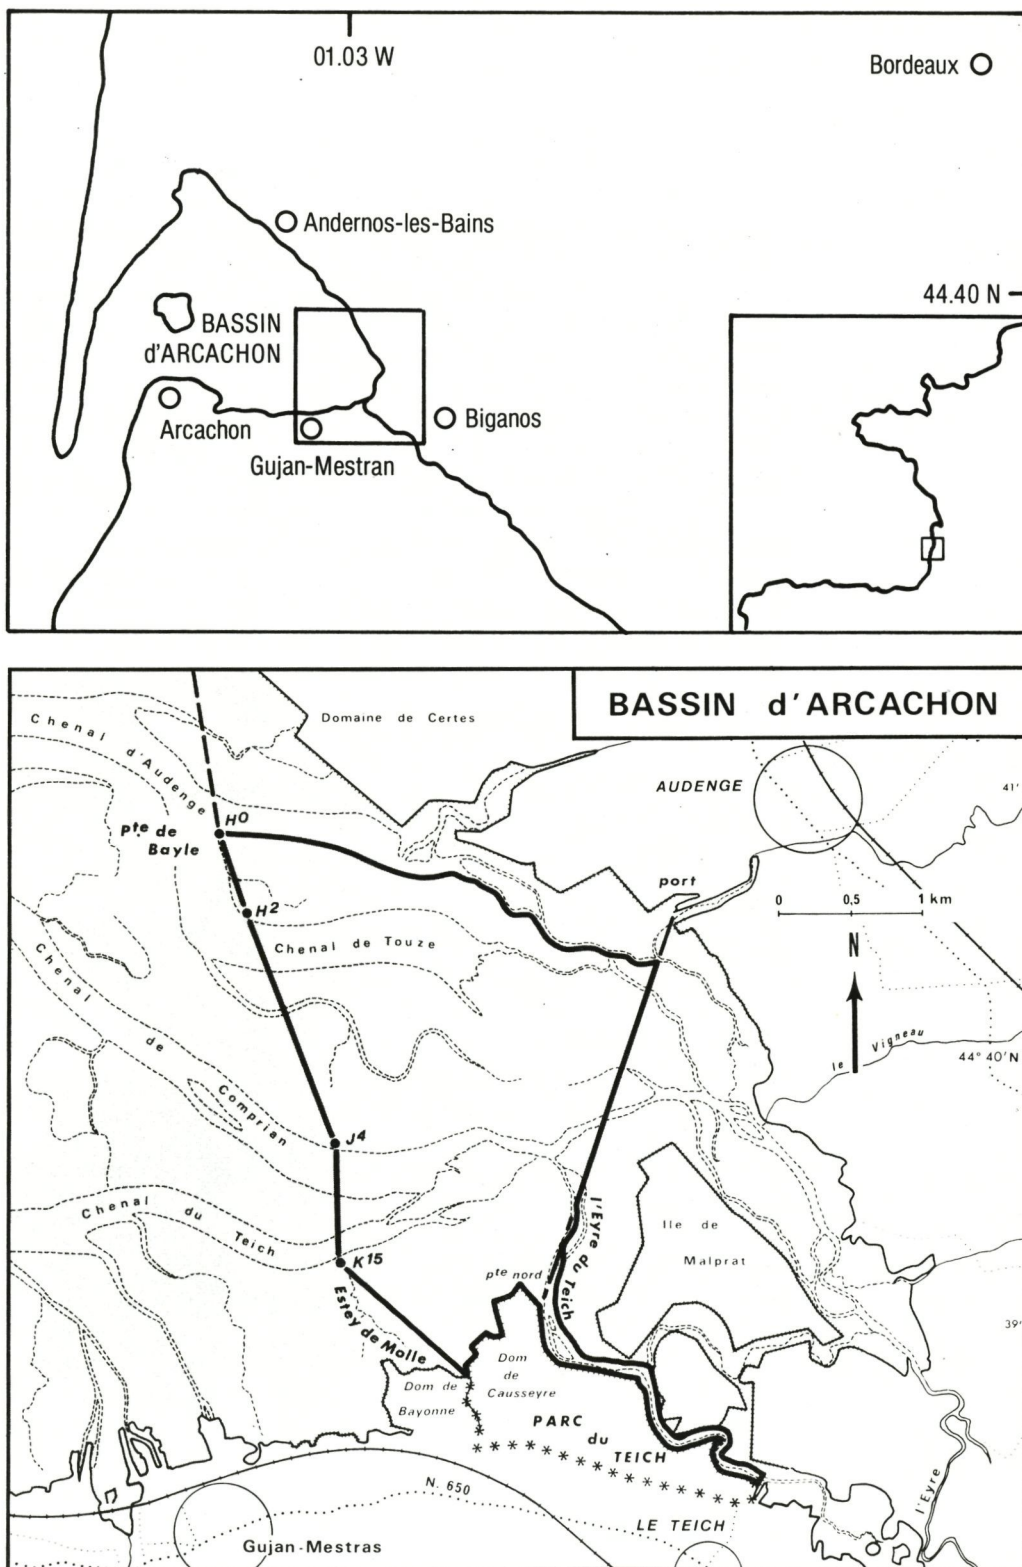 01.03 W
Bordeaux
Andernos-les-Bains
44.40 N
BASSIN
d'ARCACHON
Arcachon
Biganos
Gujan-Mestran
BASSIN d'ARCACHON
Chenal d'Audenge
Domaine de Certes
AUDENGE
41'
H0
pte de
Bayle
port
0 0,5 1 km
H2
Chenal de Touze
N
Chenal de Comprian
le Vigneau
44° 40'N
J4
Chenal du Teich
l'Eyre du Teich
Ile de
Malprat
K15
pte nord
Estey de Molle
39'
Dom de
Bayonne
Dom
de
Causseyre
PARC
du
TEICH
N. 650
l'Eyre
LE TEICH
Gujan-Mestras